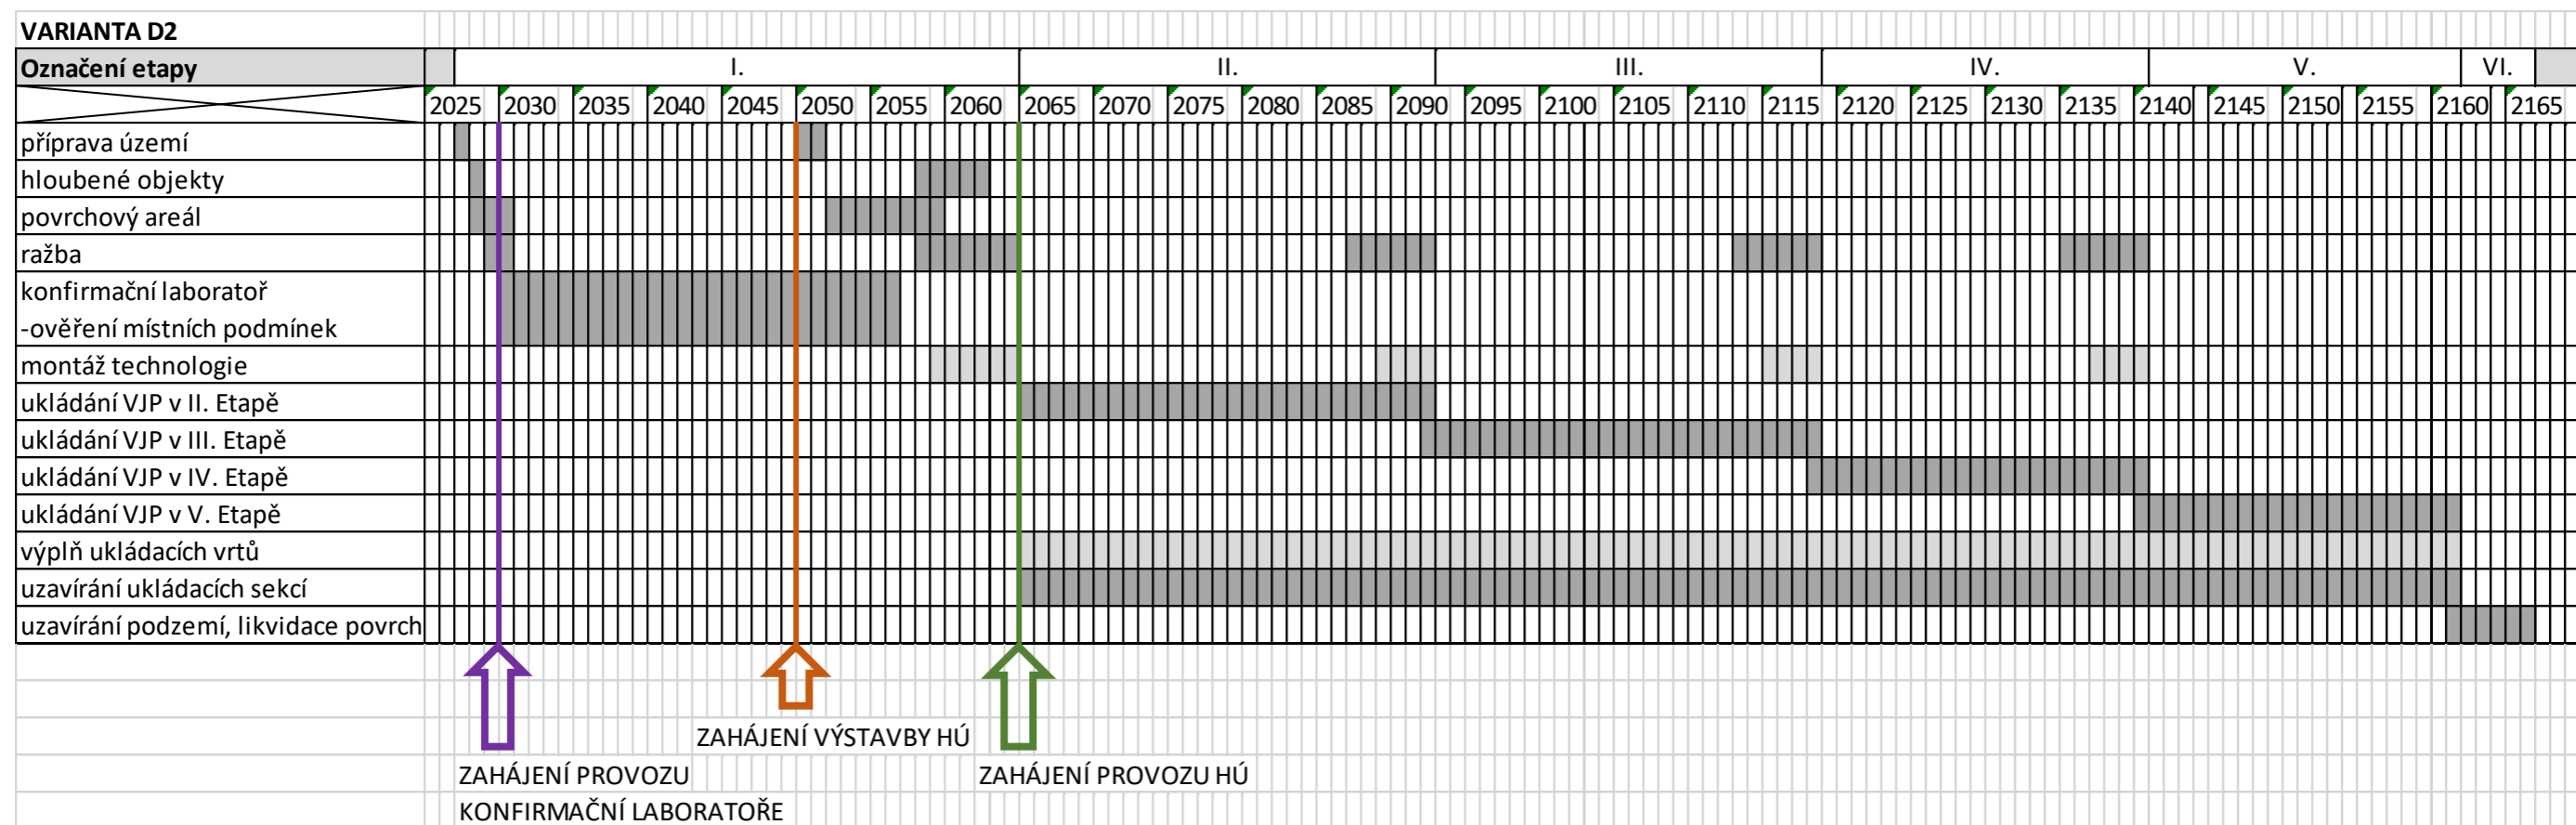 VARIANTA D2
Označení etapy I. II. III. IV. V. VI.
2025 2030 2035 2040 2045 2050 2055 2060 2065 2070 2075 2080 2085 2090 2095 2100 2105 2110 2115 2120 2125 2130 2135 2140 2145 2150 2155 2160 2165
příprava území
hloubené objekty
povrchový areál
ražba
konfirmační laboratoř
-ověření místních podmínek
montáž technologie
ukládání VJP v II. Etapě
ukládání VJP v III. Etapě
ukládání VJP v IV. Etapě
ukládání VJP v V. Etapě
výplň ukládacích vrtů
uzavírání ukládacích sekcí
uzavírání podzemí, likvidace povrch
ZAHÁJENÍ VÝSTAVBY HÚ
ZAHÁJENÍ PROVOZU ZAHÁJENÍ PROVOZU HÚ
KONFIRMAČNÍ LABORATOŘE